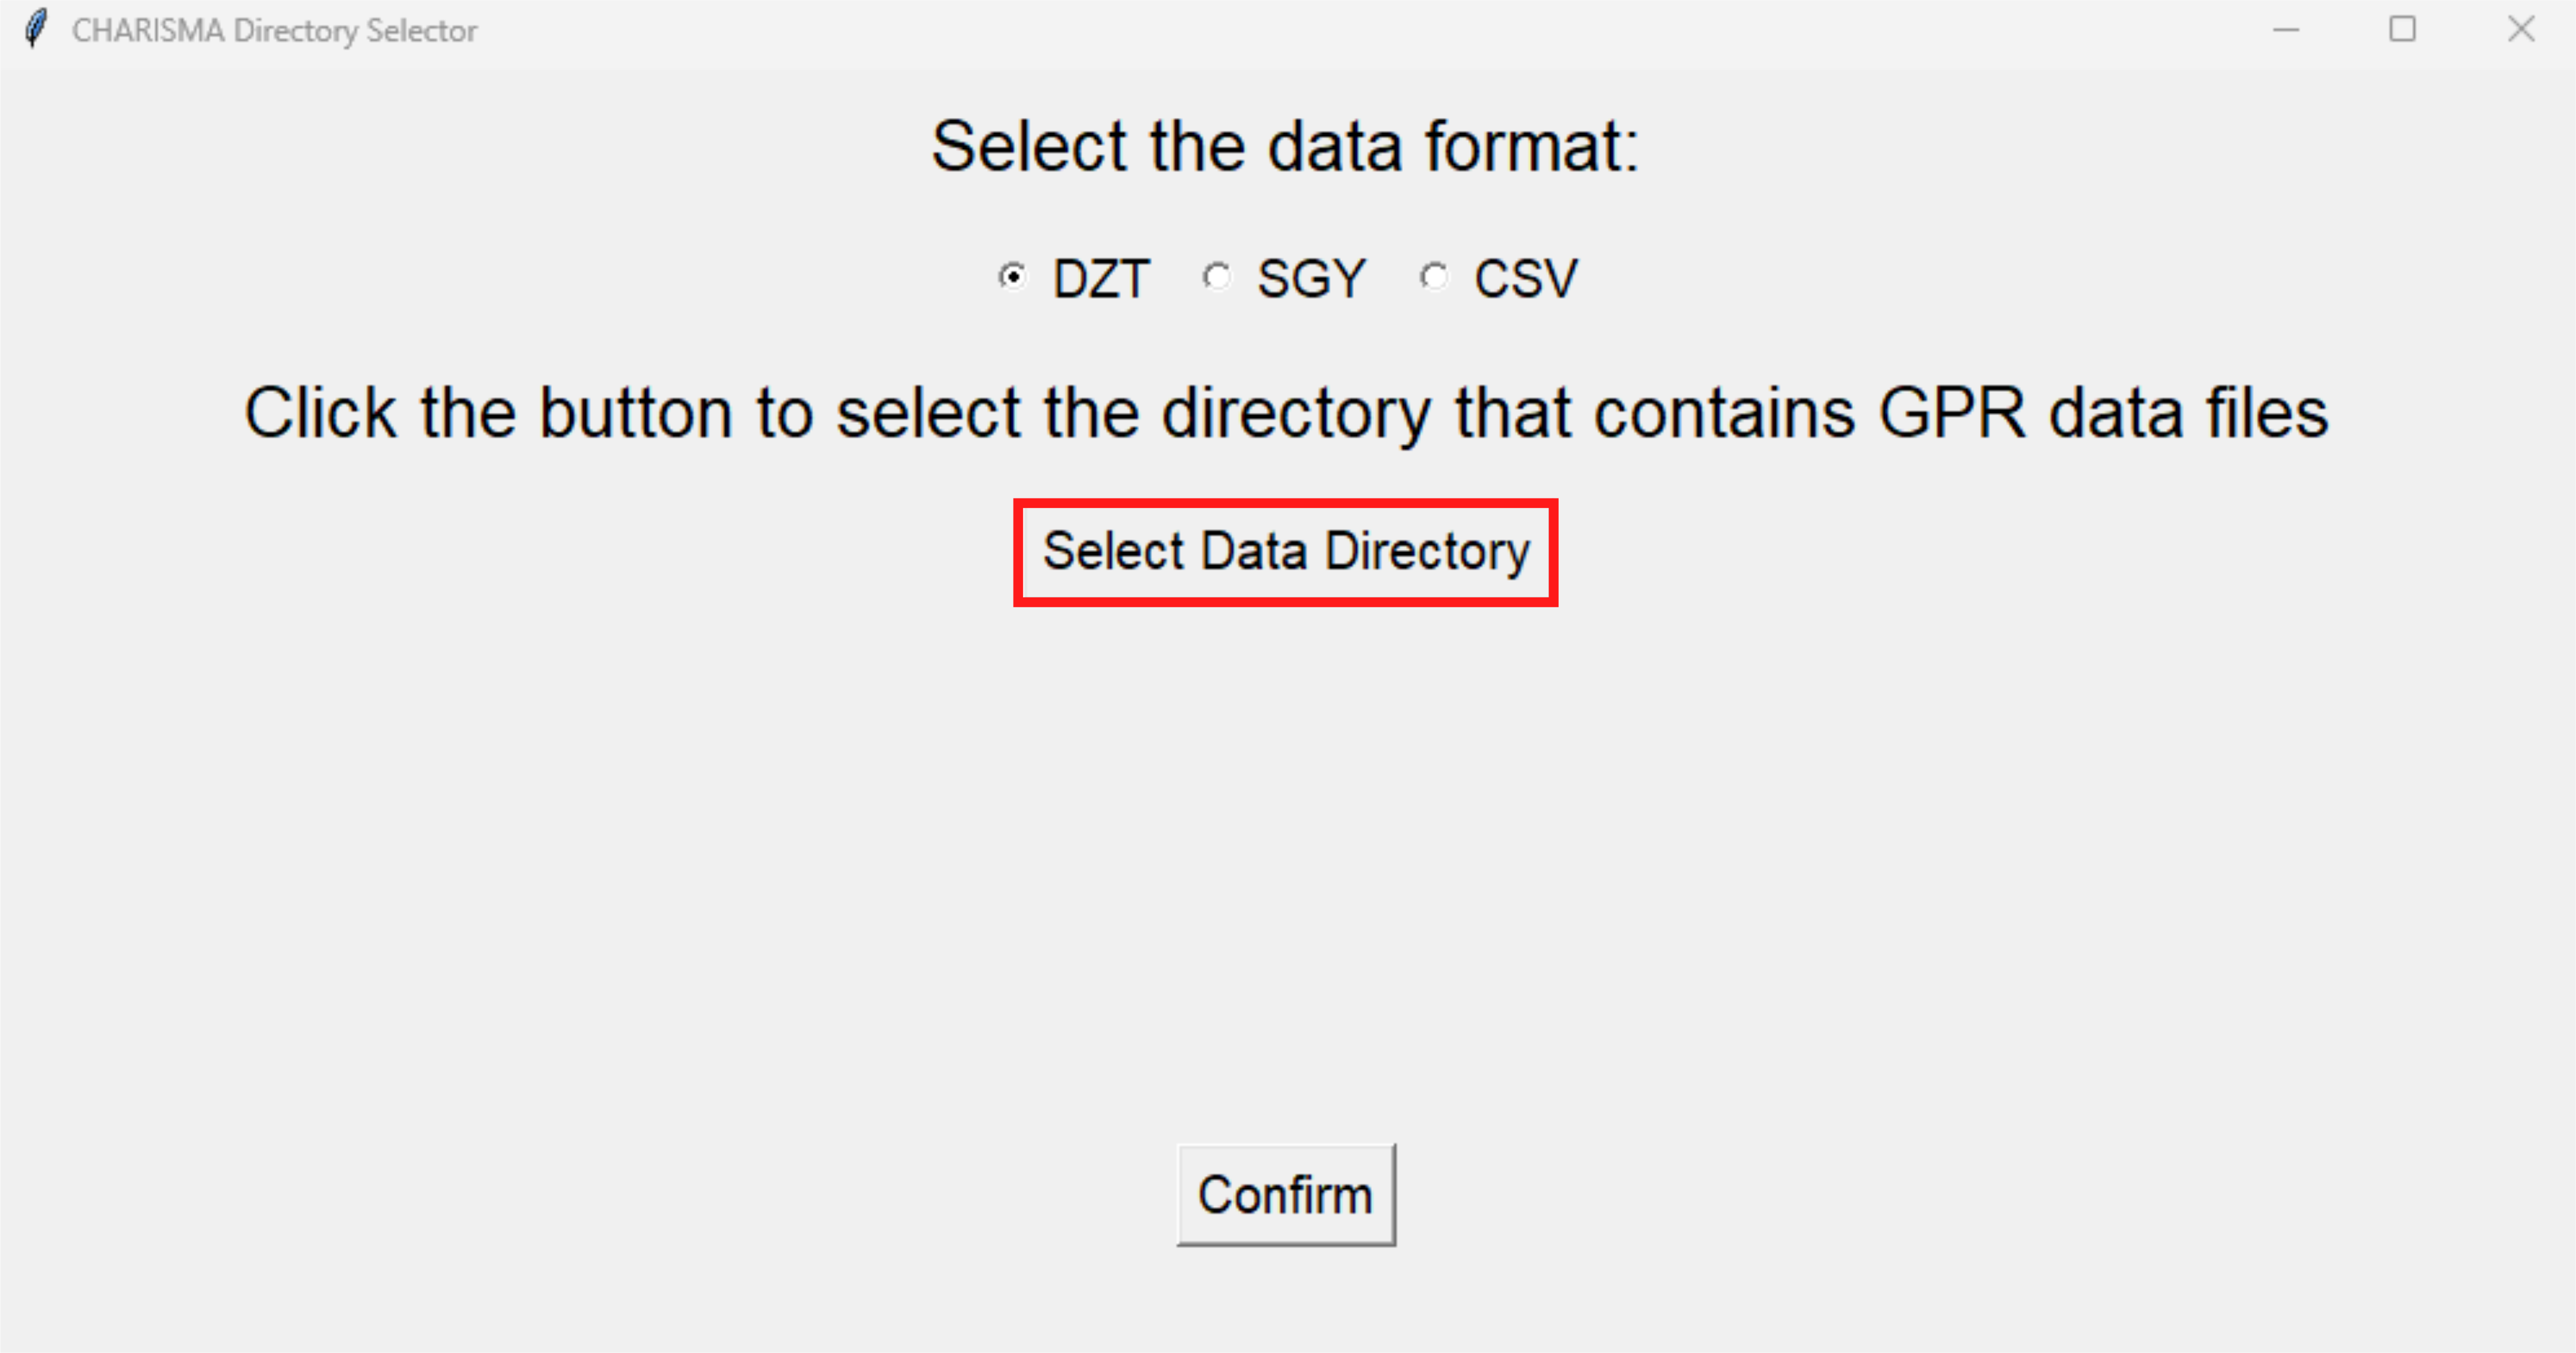 CHARISMA Directory Selector
Select the data format:
DZT SGY CSV
Click the button to select the directory that contains GPR data files
Select Data Directory
Confirm